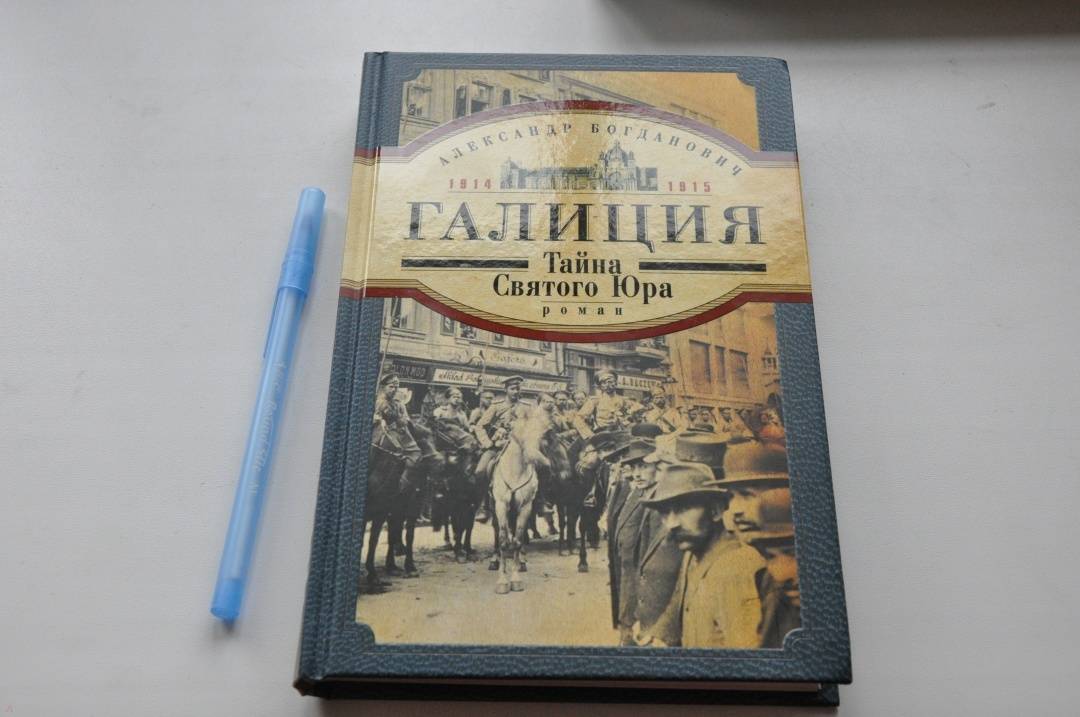 АЛЕКСАНДР БОГДАНОВИЧ
1914 1915
ГАЛИЦИЯ
Тайна
Святого Юра
роман